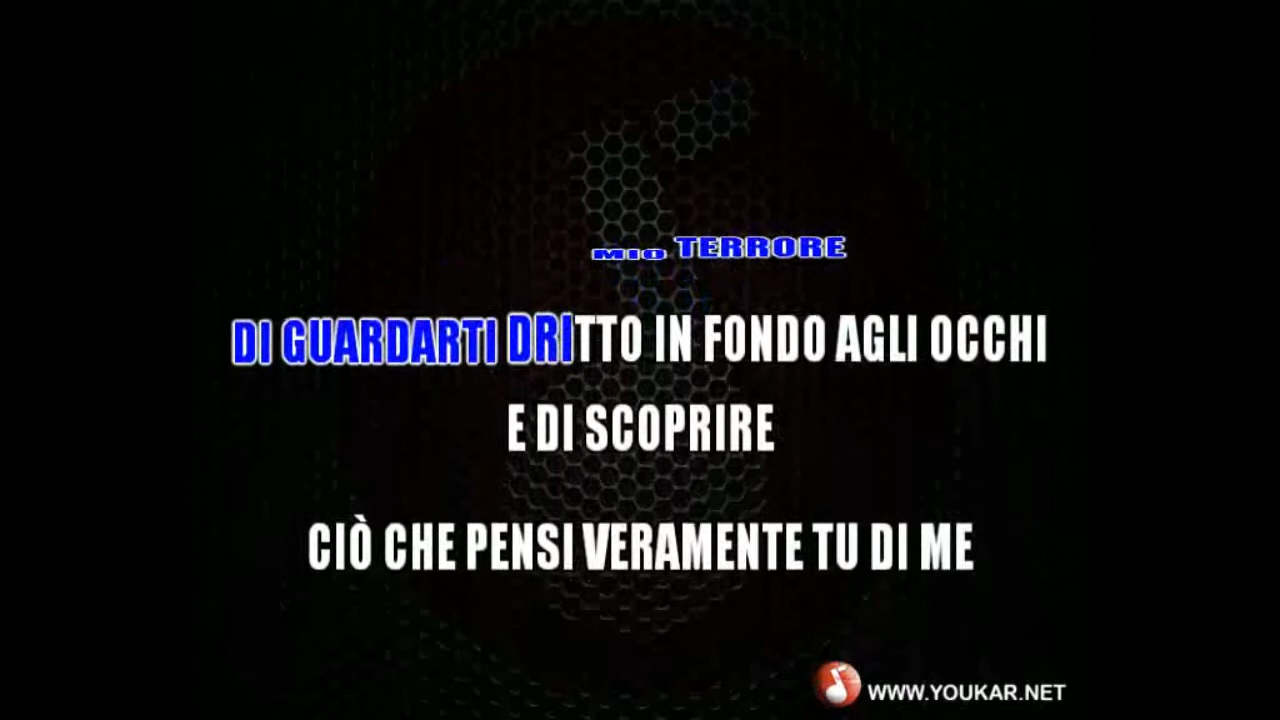 MIO TERRORE
DI GUARDARTI DRITTO IN FONDO AGLI OCCHI
E DI SCOPRIRE
CIÒ CHE PENSI VERAMENTE TU DI ME
WWW.YOUKAR.NET